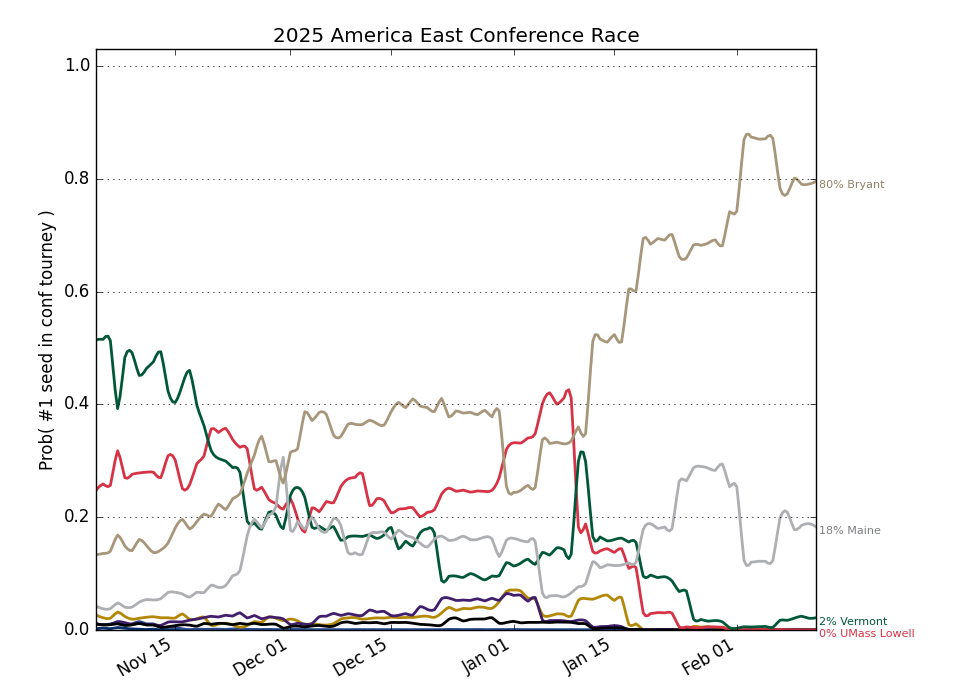 2025 America East Conference Race
Prob( #1 seed in conf tourney )
1.0
0.8
0.6
0.4
0.2
0.0
Nov 15
Dec 01
Dec 15
Jan 01
Jan 15
Feb 01
80% Bryant
18% Maine
2% Vermont
0% UMass Lowell